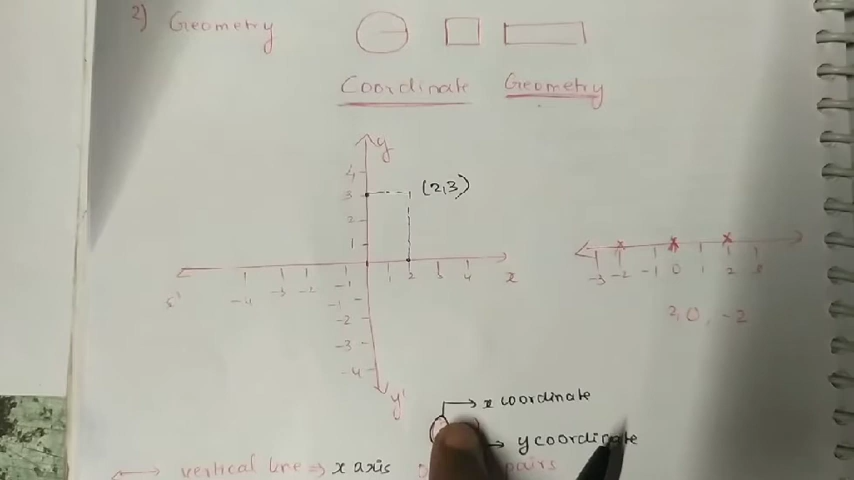 2) Geometry
Coordinate Geometry
y
4
3
(2,3)
2
1
-4 -3 -2 -1 1 2 3 4 x
x'
-1
-2
-3
-4
y'
-3 -2 -1 0 1 2 3
2, 0, -2
x coordinate
y coordinate
vertical line => x axis
pairs